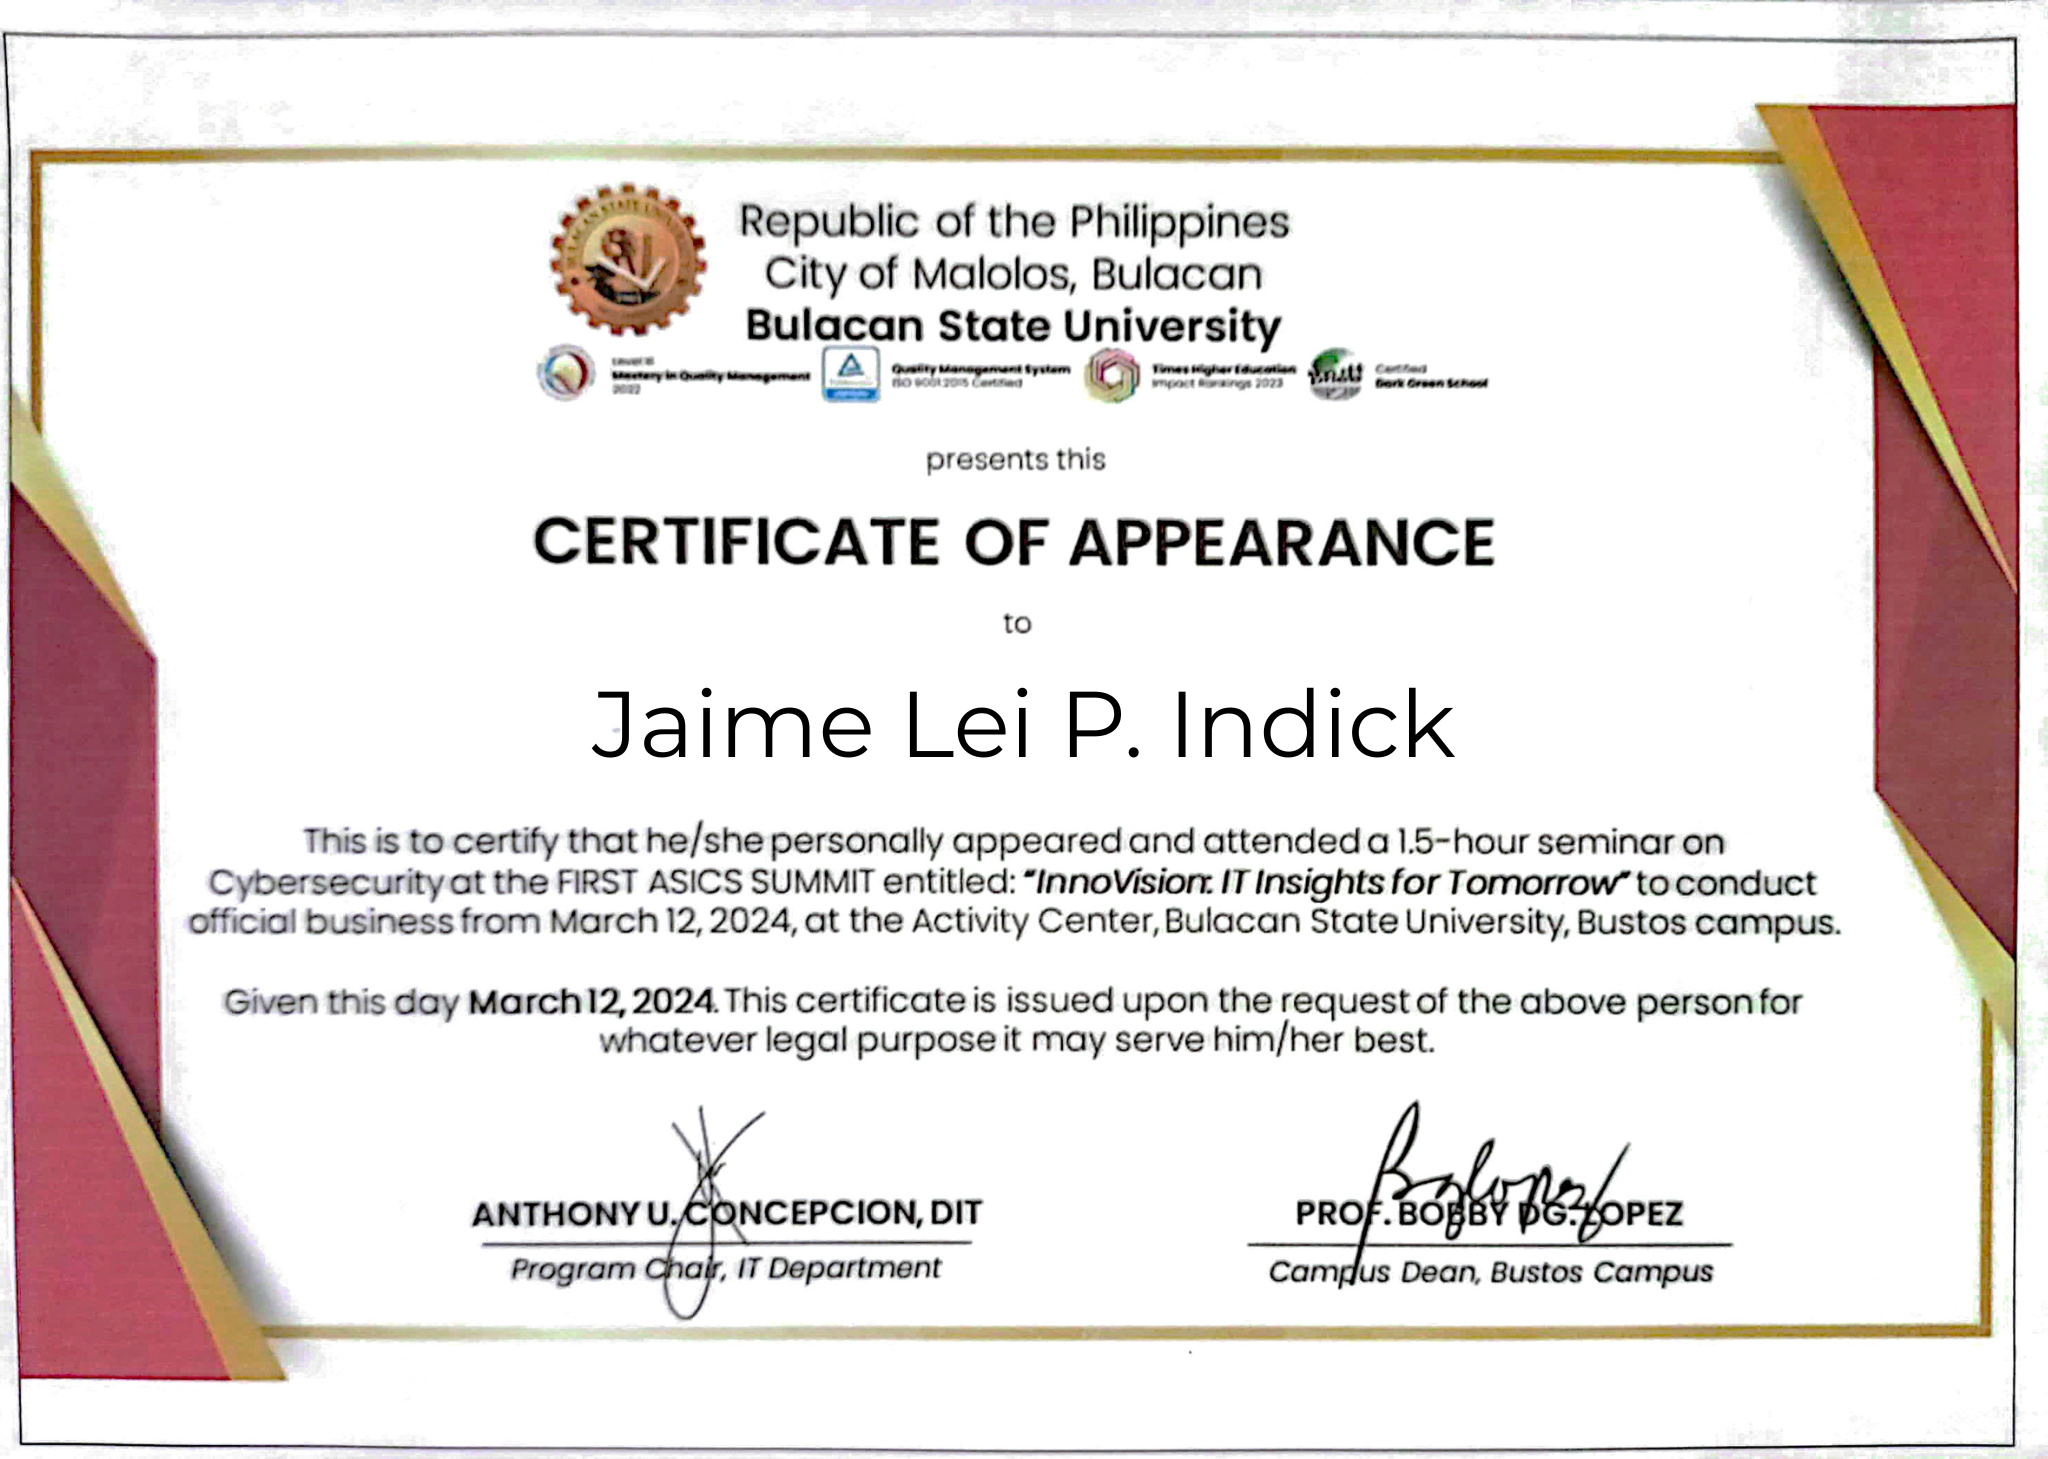 Republic of the Philippines
City of Malolos, Bulacan
Bulacan State University
Level III
Mastery in Quality Management
2022
Quality Management System
ISO 9001:2015 Certified
Times Higher Education
Impact Rankings 2023
Certified
Dark Green School
presents this
CERTIFICATE OF APPEARANCE
to
Jaime Lei P. Indick
This is to certify that he/she personally appeared and attended a 1.5-hour seminar on
Cybersecurity at the FIRST ASICS SUMMIT entitled: "InnoVision: IT Insights for Tomorrow" to conduct
official business from March 12, 2024, at the Activity Center, Bulacan State University, Bustos campus.
Given this day March 12, 2024. This certificate is issued upon the request of the above person for
whatever legal purpose it may serve him/her best.
ANTHONY U. CONCEPCION, DIT
Program Chair, IT Department
PROF. BOBBY DG. LOPEZ
Campus Dean, Bustos Campus